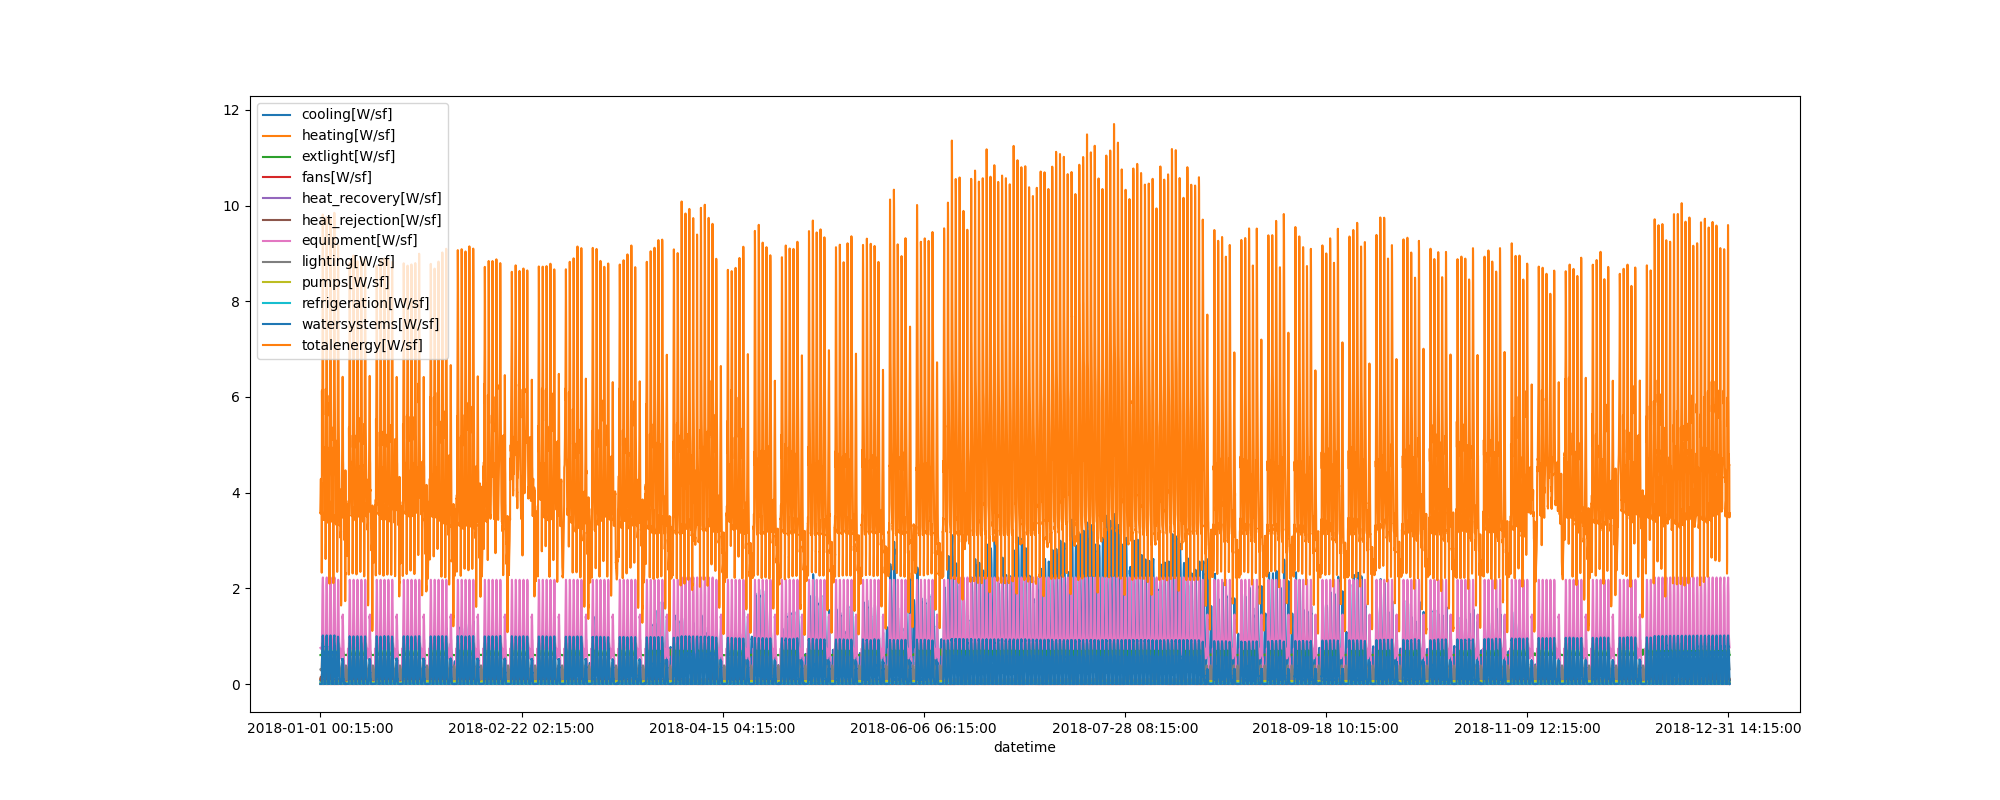 12
10
8
6
4
2
0
cooling[W/sf]
heating[W/sf]
extlight[W/sf]
fans[W/sf]
heat_recovery[W/sf]
heat_rejection[W/sf]
equipment[W/sf]
lighting[W/sf]
pumps[W/sf]
refrigeration[W/sf]
watersystems[W/sf]
totalenergy[W/sf]
2018-01-01 00:15:00 2018-02-22 02:15:00 2018-04-15 04:15:00 2018-06-06 06:15:00 2018-07-28 08:15:00 2018-09-18 10:15:00 2018-11-09 12:15:00 2018-12-31 14:15:00
datetime